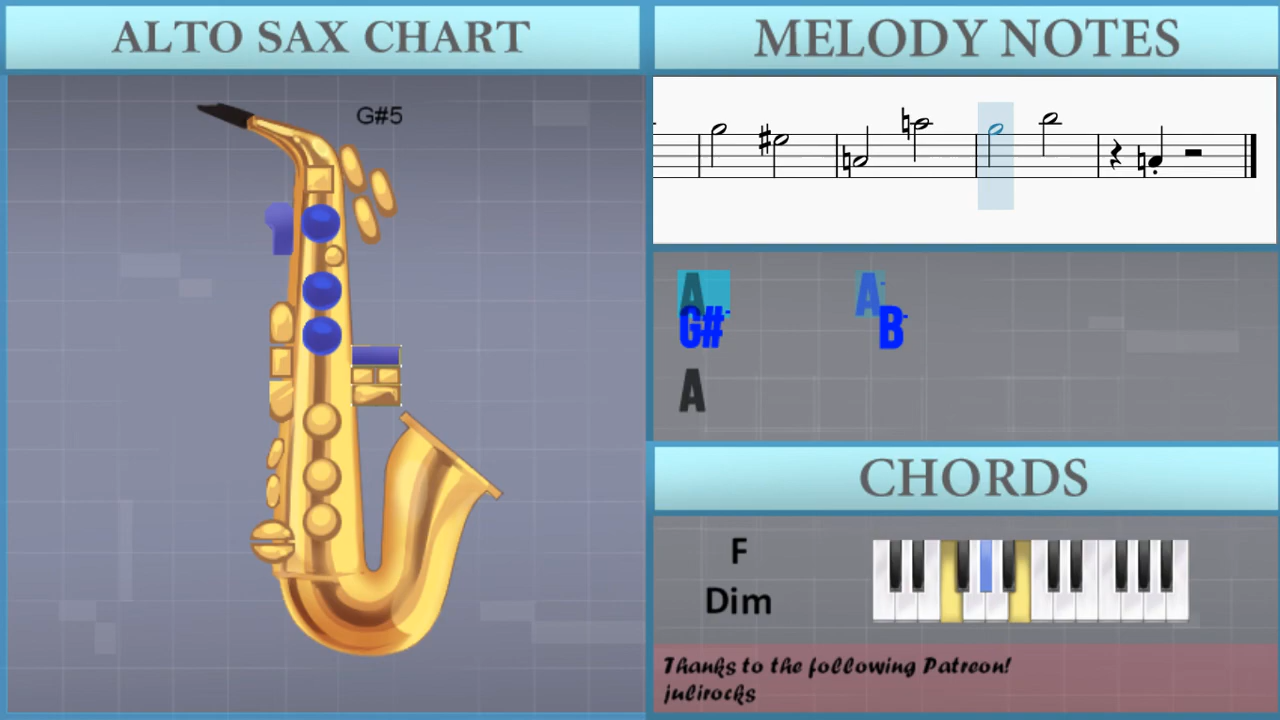 ALTO SAX CHART
MELODY NOTES
G#5
A A
G# B
A
CHORDS
F
Dim
Thanks to the following Patreon!
julirocks